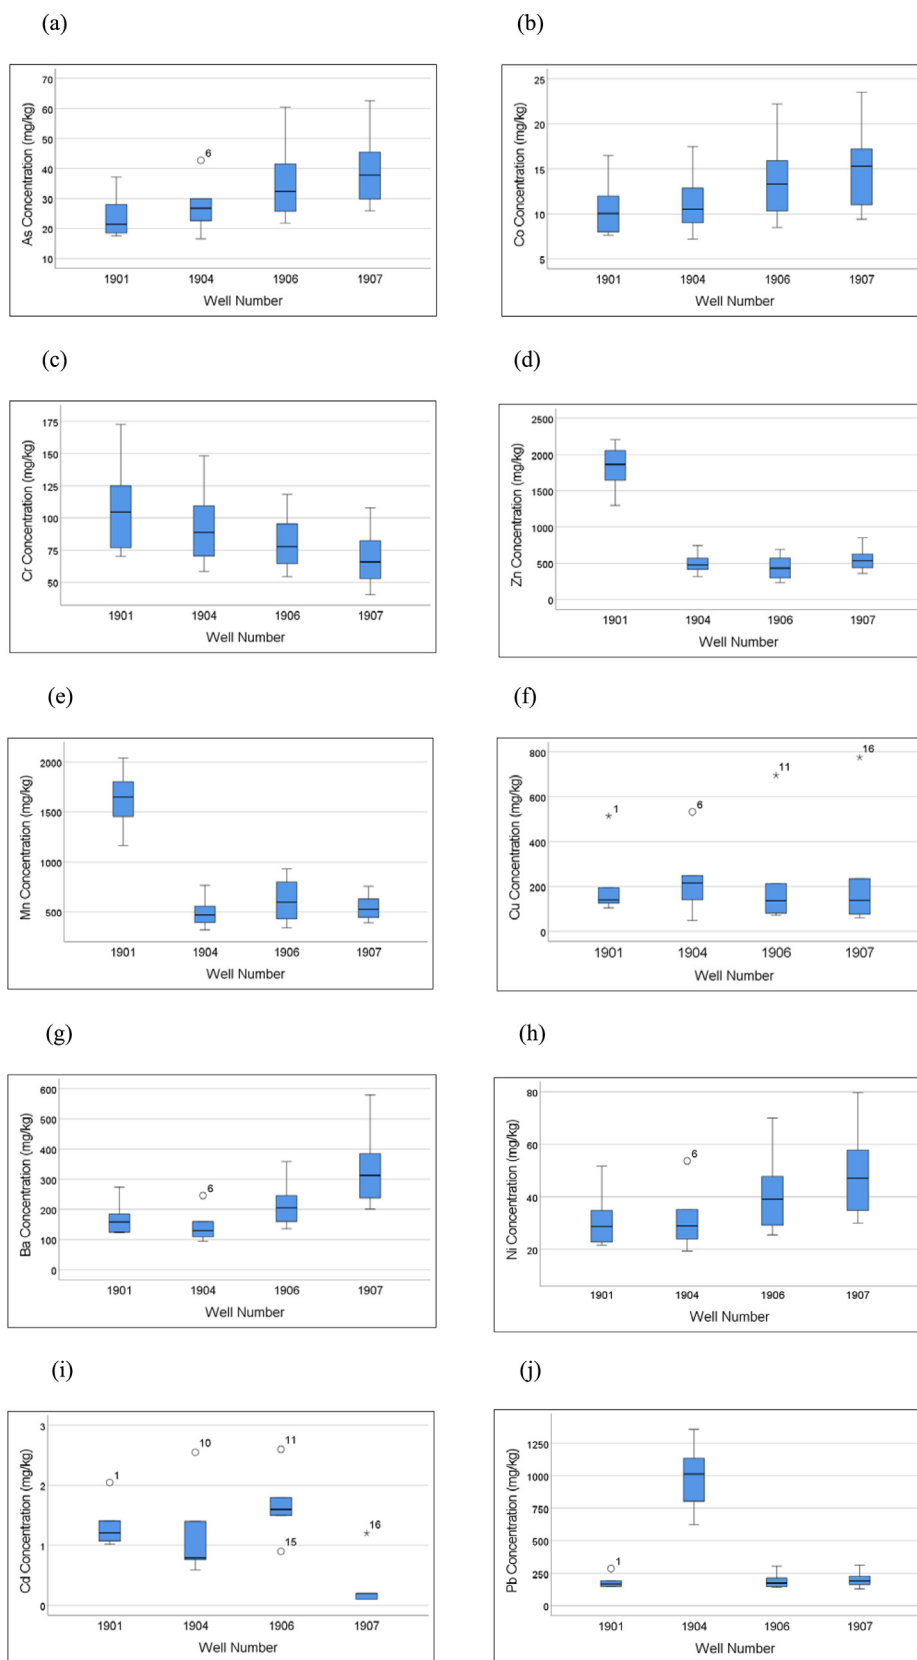 (a)
(b)
70
60
50
40
30
20
10
As Concentration (mg/kg)
6
1901 1904 1906 1907
Well Number
25
20
15
10
5
Co Concentration (mg/kg)
1901 1904 1906 1907
Well Number
(c)
(d)
175
150
125
100
75
50
Cr Concentration (mg/kg)
1901 1904 1906 1907
Well Number
2500
2000
1500
1000
500
0
Zn Concentration (mg/kg)
1901 1904 1906 1907
Well Number
(e)
(f)
2000
1500
1000
500
Mn Concentration (mg/kg)
1901 1904 1906 1907
Well Number
800
600
400
200
0
Cu Concentration (mg/kg)
1
6
11
16
1901 1904 1906 1907
Well Number
(g)
(h)
600
500
400
300
200
100
0
Ba Concentration (mg/kg)
6
1901 1904 1906 1907
Well Number
80
60
40
20
Ni Concentration (mg/kg)
6
1901 1904 1906 1907
Well Number
(i)
(j)
3
2
1
0
Cd Concentration (mg/kg)
1
10
11
15
16
1901 1904 1906 1907
Well Number
1250
1000
750
500
250
0
Pb Concentration (mg/kg)
1
1901 1904 1906 1907
Well Number